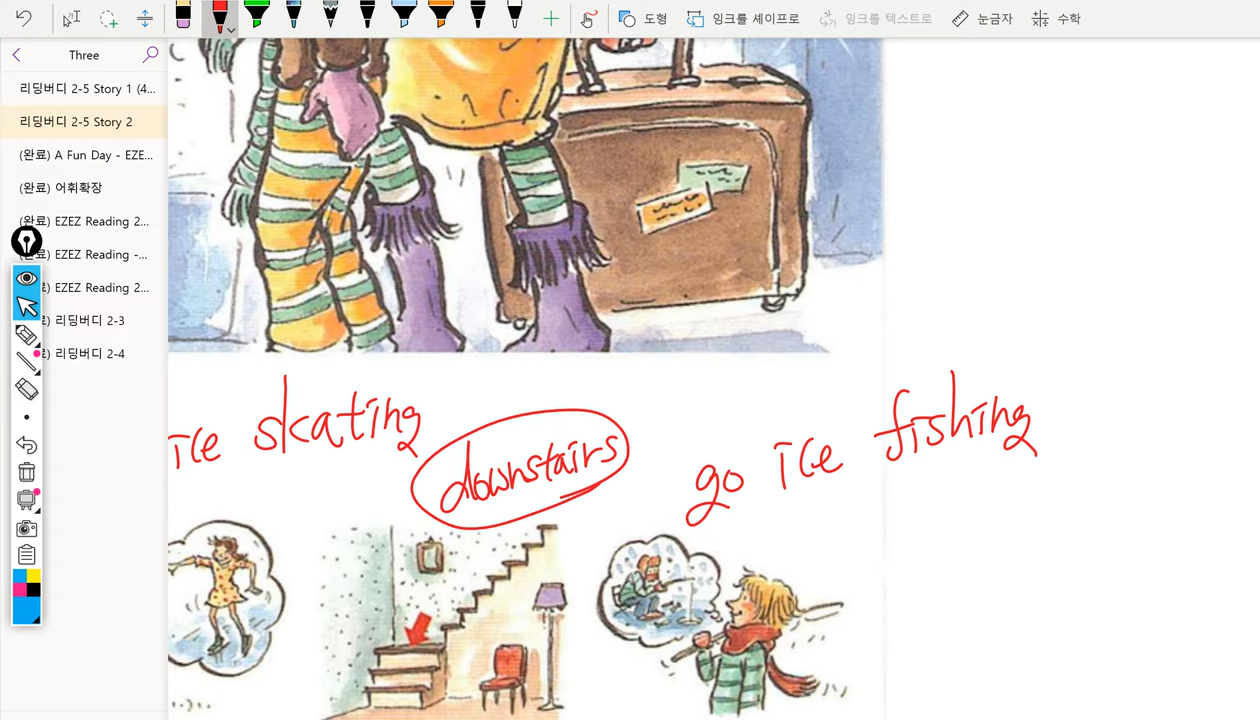 도형
잉크를 셰이프로
잉크를 텍스트로
눈금자
수학
Three
리딩버디 2-5 Story 1 (4...
리딩버디 2-5 Story 2
(완료) A Fun Day - EZE...
(완료) 어휘확장
(완료) EZEZ Reading 2...
EZEZ Reading -...
료) EZEZ Reading 2...
료) 리딩버디 2-3
료) 리딩버디 2-4
ice skating
downstairs
go ice fishing